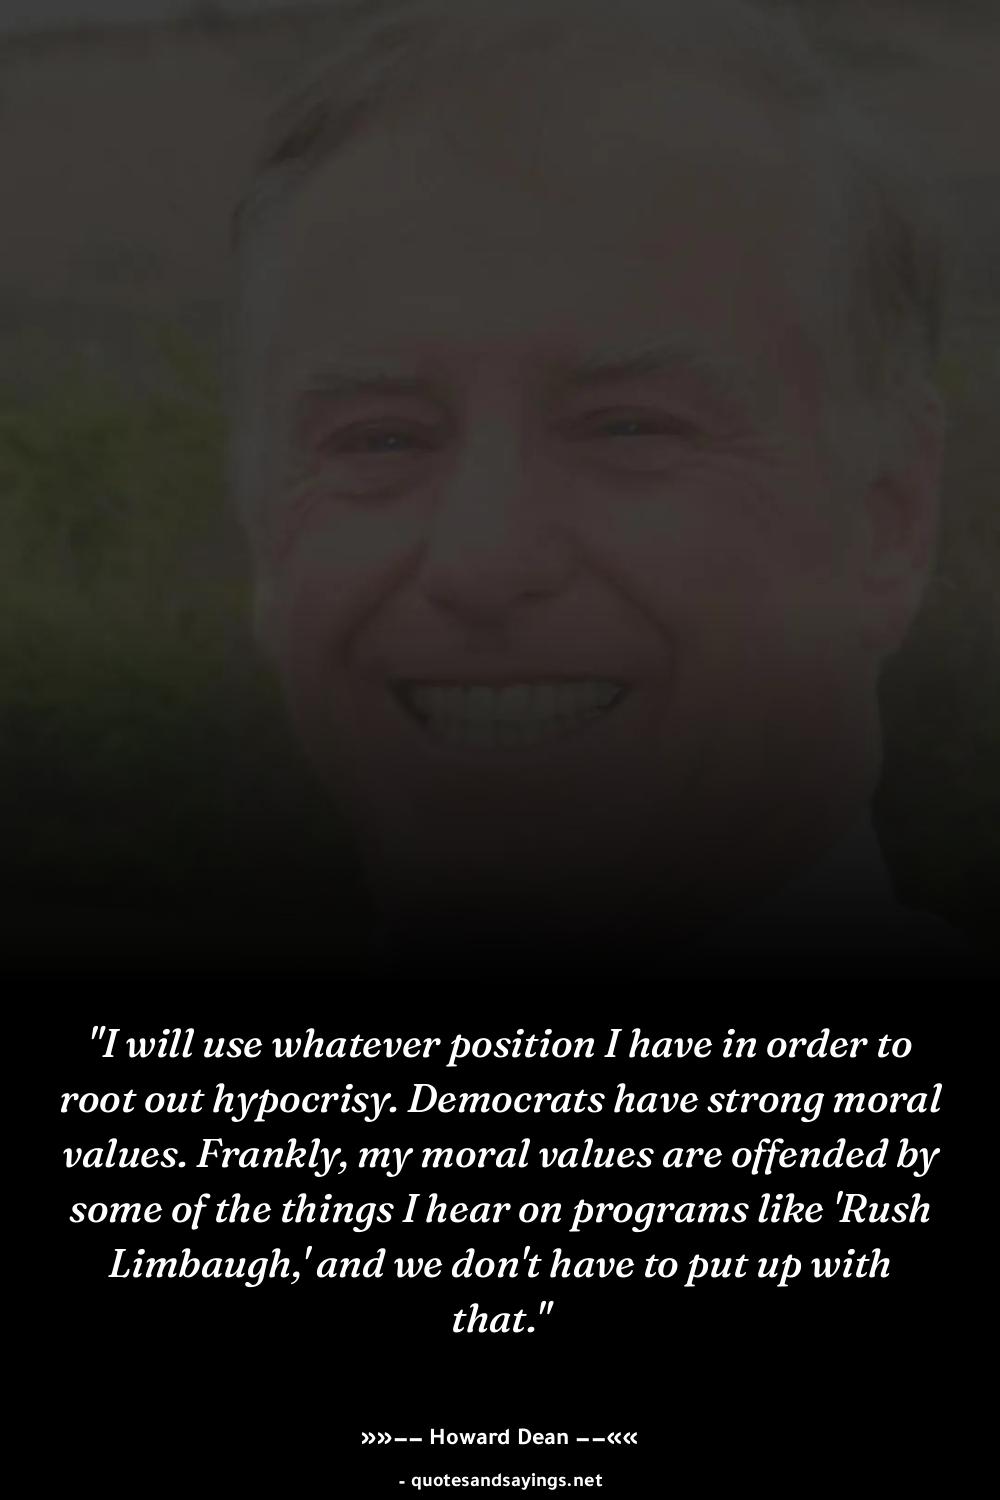 "I will use whatever position I have in order to
root out hypocrisy. Democrats have strong moral
values. Frankly, my moral values are offended by
some of the things I hear on programs like 'Rush
Limbaugh,' and we don't have to put up with
that."
»»—— Howard Dean ——««
- quotesandsayings.net